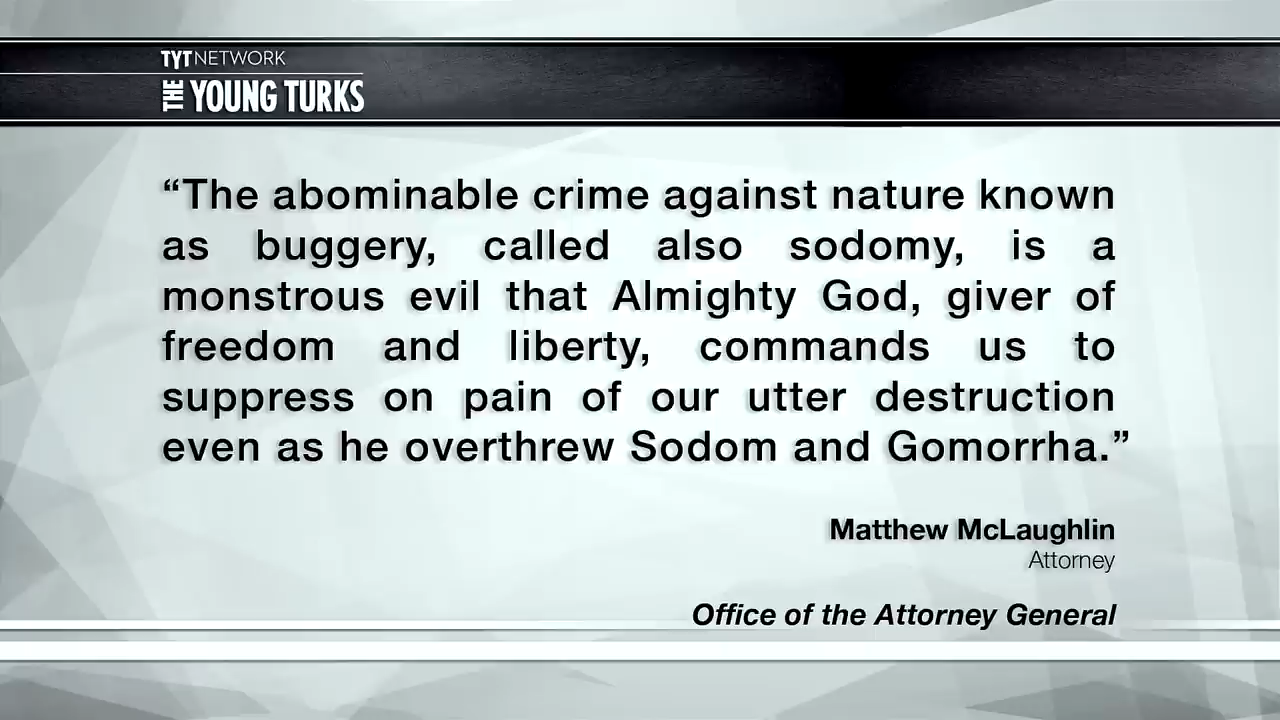 TYTNETWORK
THE YOUNG TURKS
“The abominable crime against nature known
as buggery, called also sodomy, is a
monstrous evil that Almighty God, giver of
freedom and liberty, commands us to
suppress on pain of our utter destruction
even as he overthrew Sodom and Gomorrha.”
Matthew McLaughlin
Attorney
Office of the Attorney General